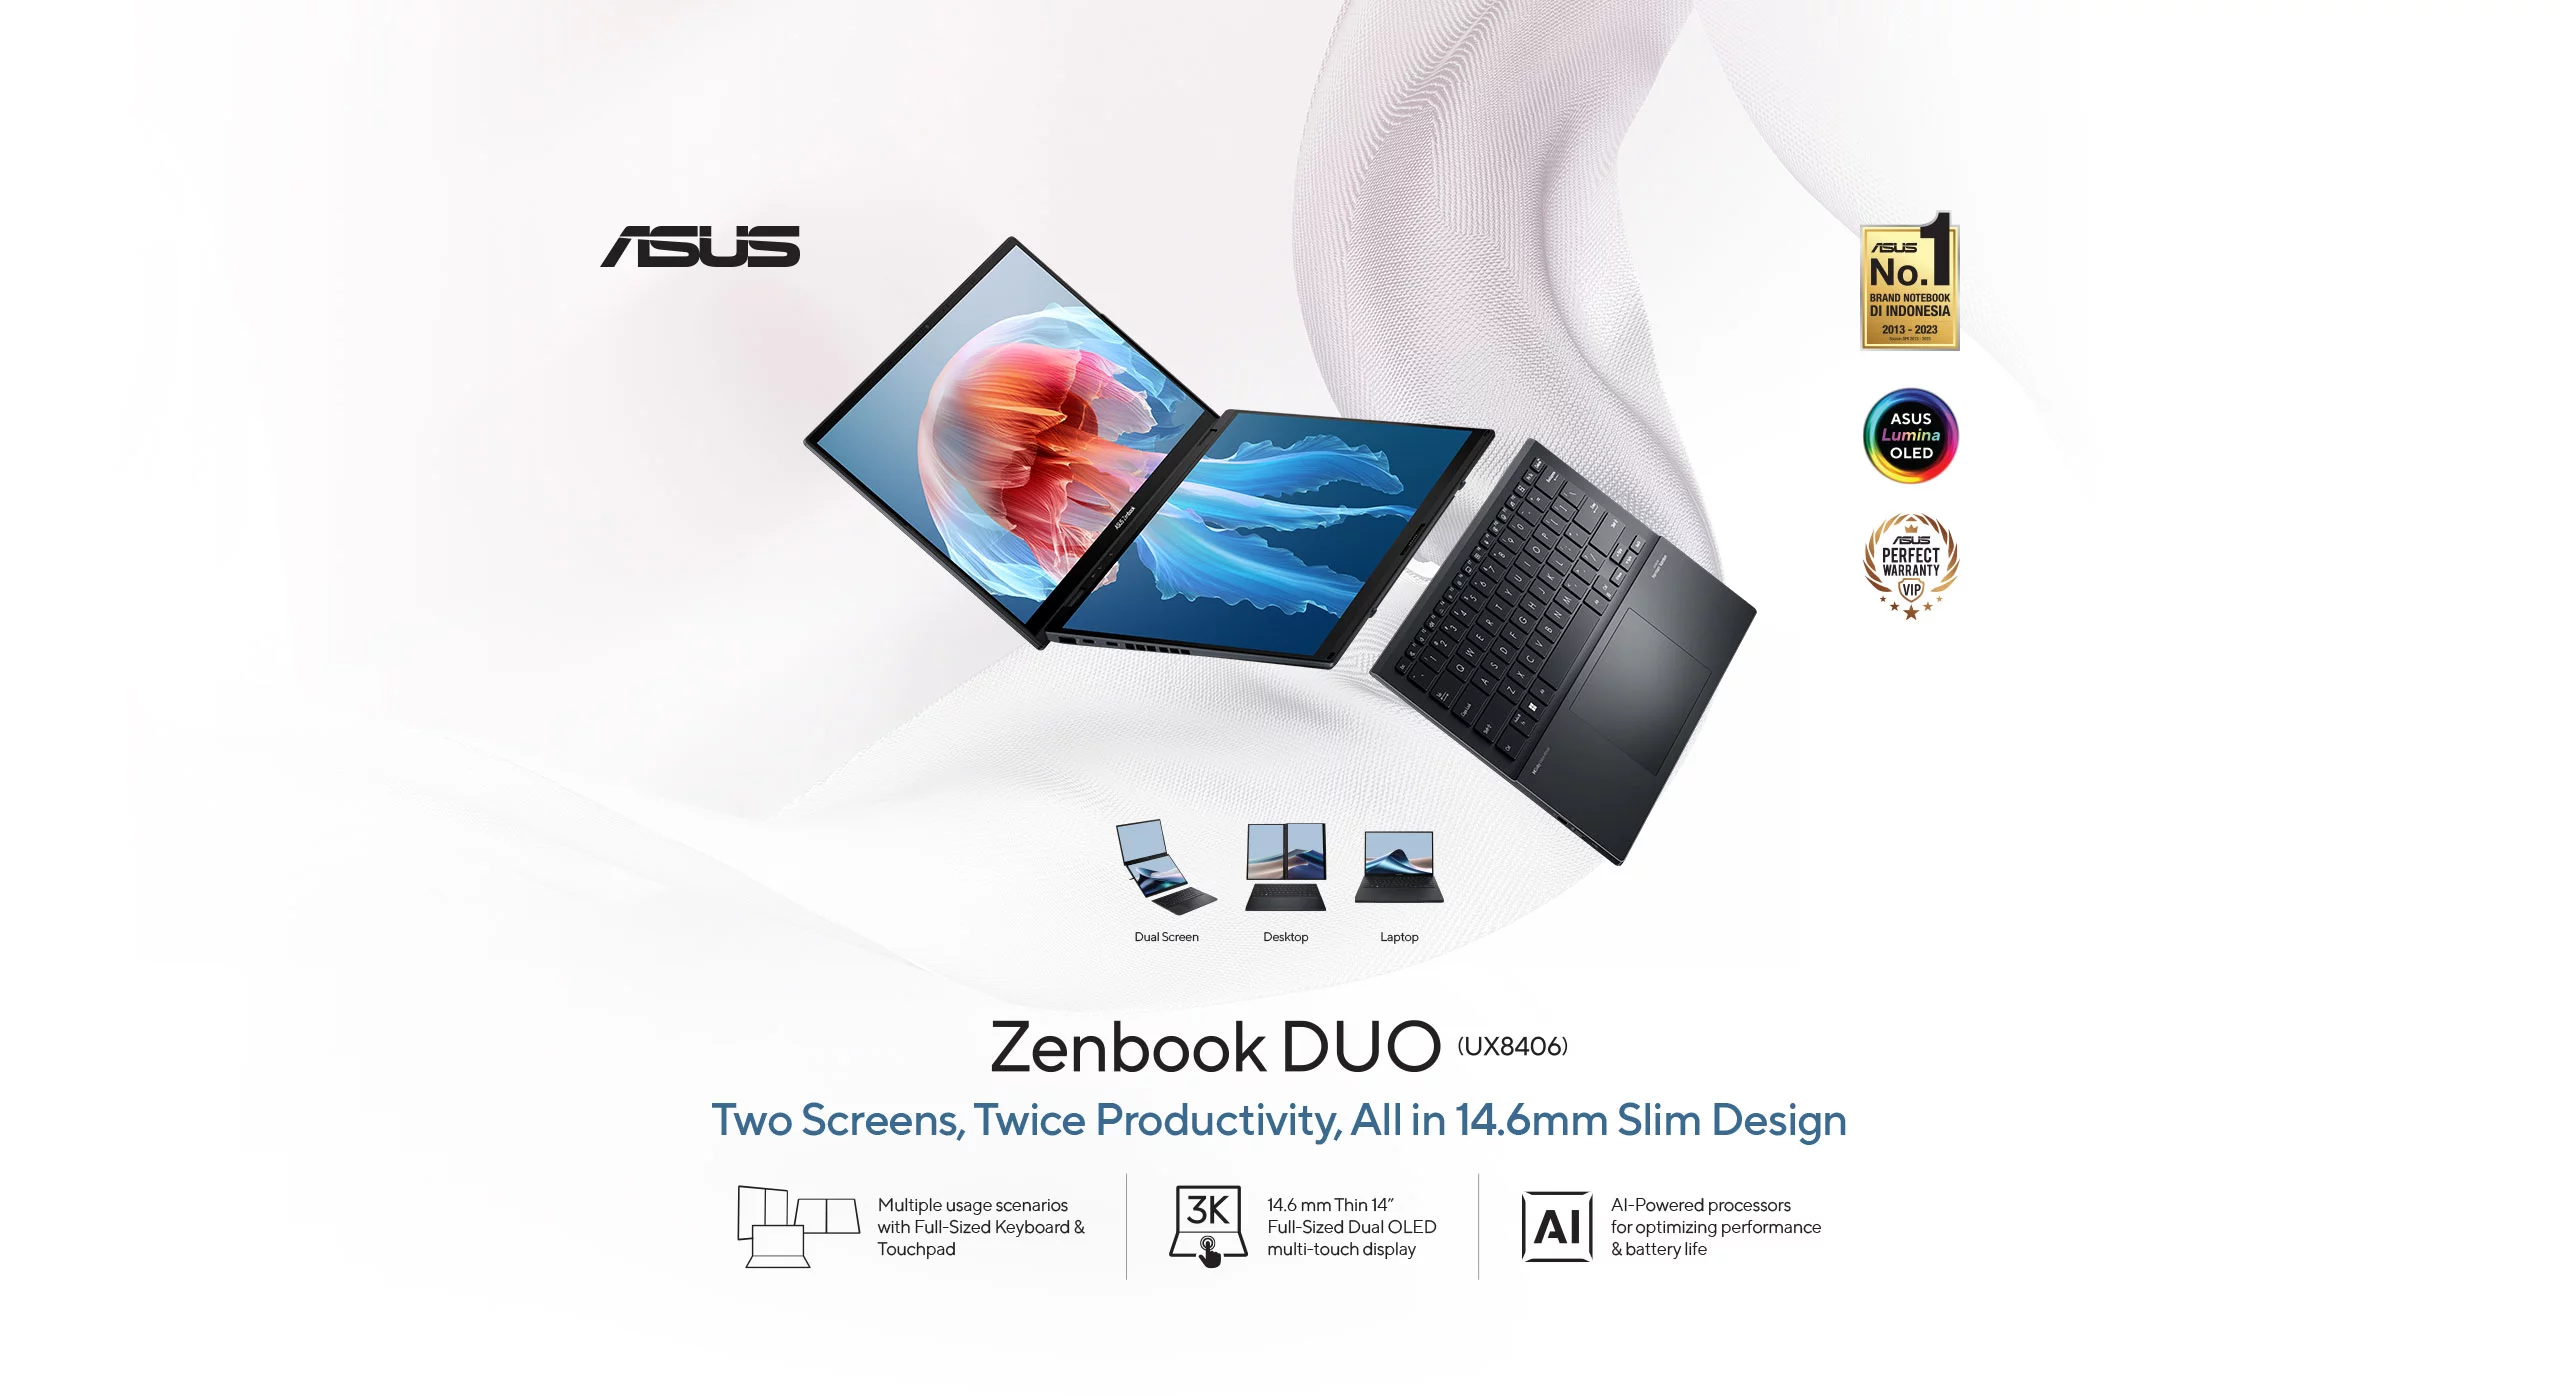 ASUS
ASUS
No.1
BRAND NOTEBOOK
DI INDONESIA
2013 - 2023
ASUS
Lumina
OLED
ASUS
PERFECT
WARRANTY
VIP
ASUS Zenbook
Dual Screen
Desktop
Laptop
Zenbook DUO (UX8406)
Two Screens, Twice Productivity, All in 14.6mm Slim Design
Multiple usage scenarios
with Full-Sized Keyboard &
Touchpad
3K
14.6 mm Thin 14”
Full-Sized Dual OLED
multi-touch display
AI
AI-Powered processors
for optimizing performance
& battery life